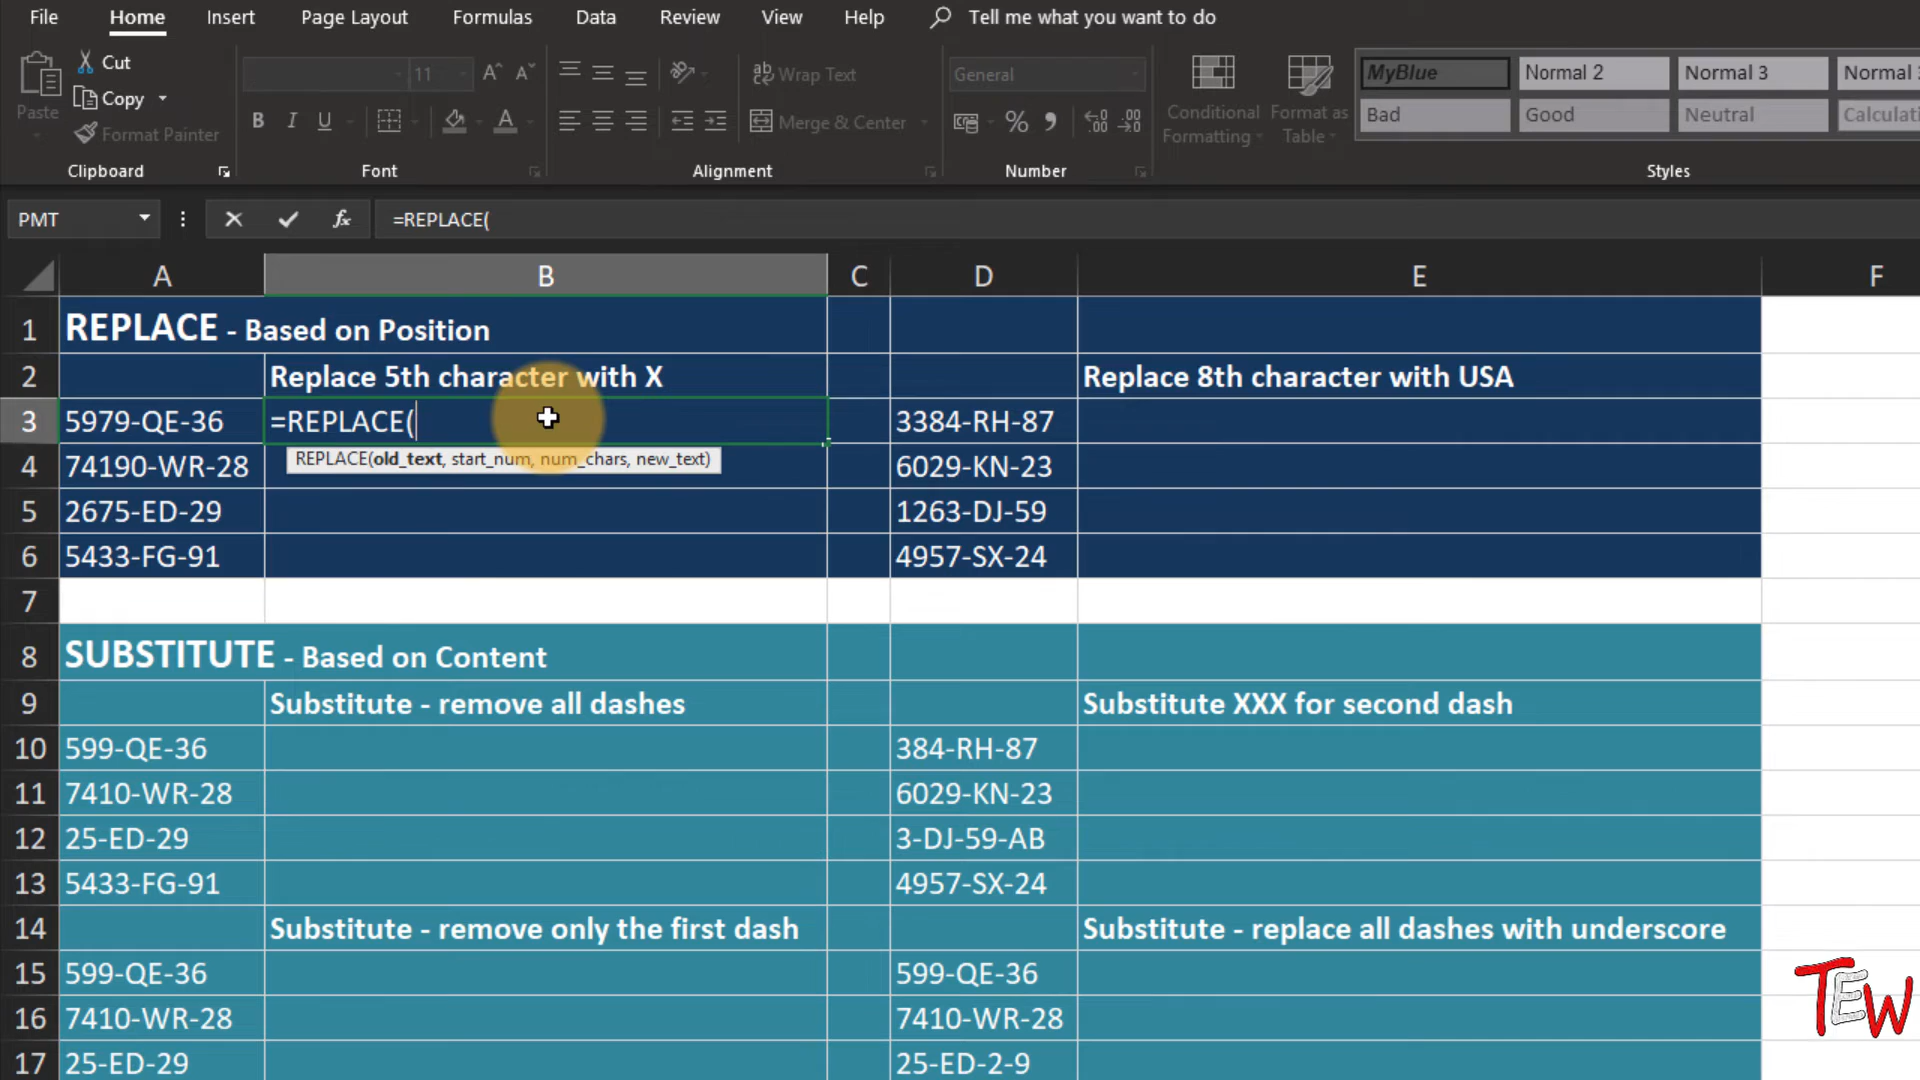 File Home Insert Page Layout Formulas Data Review View Help Tell me what you want to do
Paste Cut Copy Format Painter
Clipboard
11
B I U A
Font
Wrap Text
Merge & Center
Alignment
General
%
Number
Conditional Formatting
Format as Table
MyBlue Normal 2 Normal 3 Normal
Bad Good Neutral Calculati
Styles
PMT fx =REPLACE(
A B C D E F
1 REPLACE - Based on Position
2 Replace 5th character with X Replace 8th character with USA
3 5979-QE-36 =REPLACE( 3384-RH-87
REPLACE(old_text, start_num, num_chars, new_text)
4 74190-WR-28 6029-KN-23
5 2675-ED-29 1263-DJ-59
6 5433-FG-91 4957-SX-24
7
8 SUBSTITUTE - Based on Content
9 Substitute - remove all dashes Substitute XXX for second dash
10 599-QE-36 384-RH-87
11 7410-WR-28 6029-KN-23
12 25-ED-29 3-DJ-59-AB
13 5433-FG-91 4957-SX-24
14 Substitute - remove only the first dash Substitute - replace all dashes with underscore
15 599-QE-36 599-QE-36
16 7410-WR-28 7410-WR-28
17 25-ED-29 25-ED-2-9
TEW